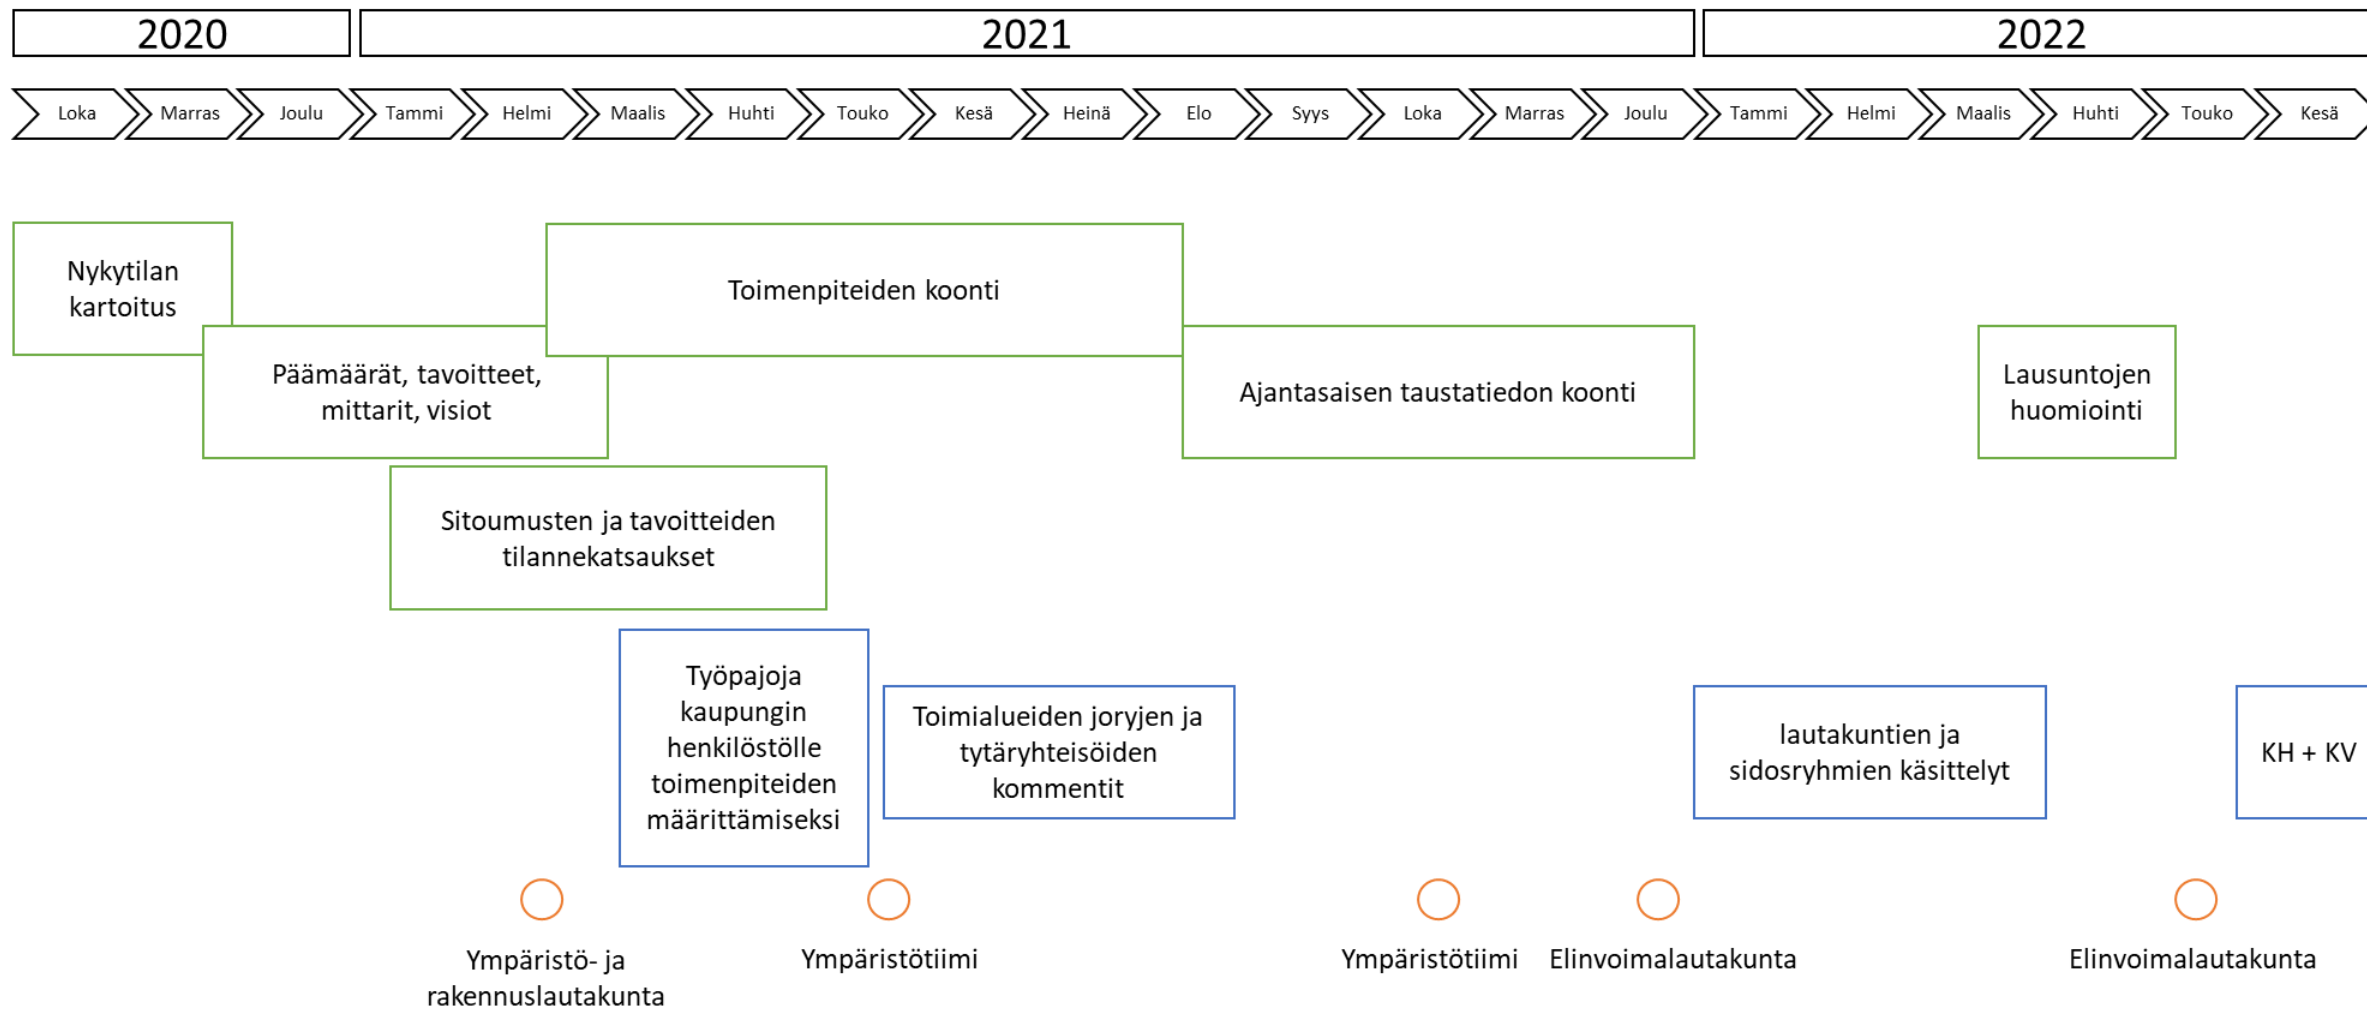 2020
2021
2022
Loka
Marras
Joulu
Tammi
Helmi
Maalis
Huhti
Touko
Kesä
Heinä
Elo
Syys
Loka
Marras
Joulu
Tammi
Helmi
Maalis
Huhti
Touko
Kesä
Nykytilan
kartoitus
Toimenpiteiden koonti
Päämäärät, tavoitteet,
mittarit, visiot
Ajantasaisen taustatiedon koonti
Lausuntojen
huomiointi
Sitoumusten ja tavoitteiden
tilannekatsaukset
Työpajoja
kaupungin
henkilöstölle
toimenpiteiden
määrittämiseksi
Toimialueiden joryjen ja
tytäryhteisöiden
kommentit
lautakuntien ja
sidosryhmien käsittelyt
KH + KV
Ympäristö- ja
rakennuslautakunta
Ympäristötiimi
Ympäristötiimi
Elinvoimalautakunta
Elinvoimalautakunta